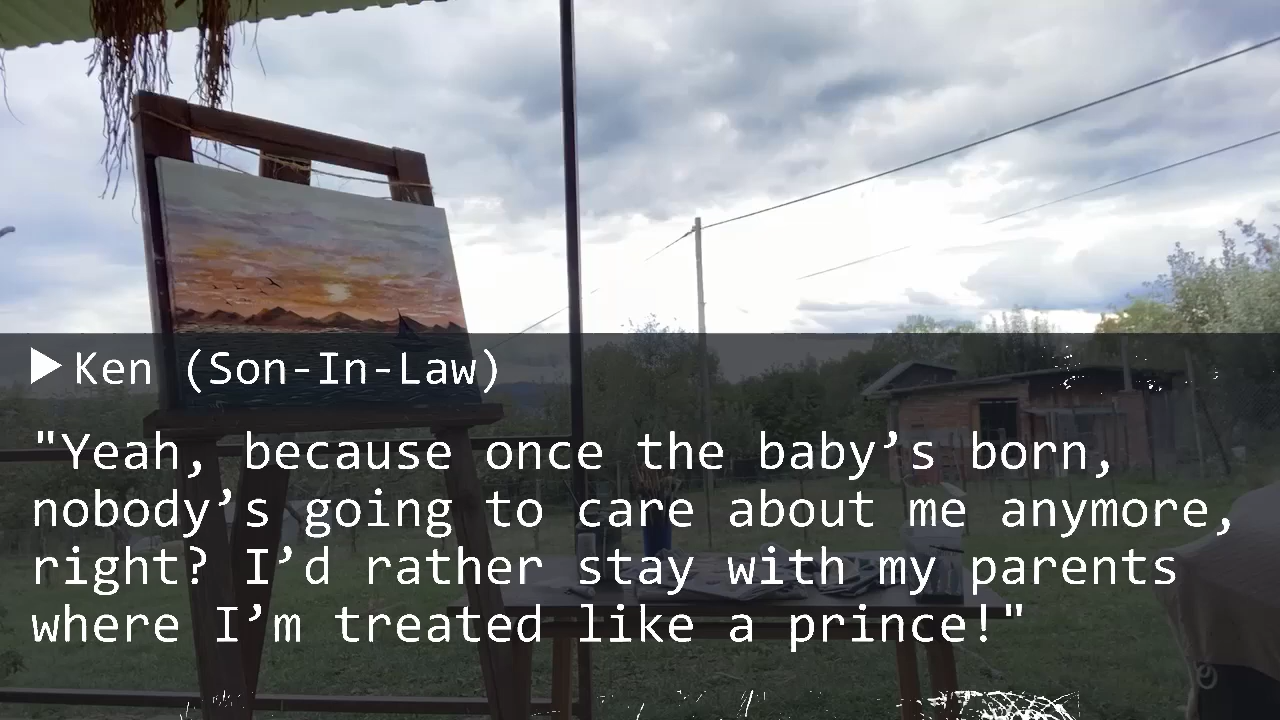 ▶Ken (Son-In-Law)
"Yeah, because once the baby’s born,
nobody’s going to care about me anymore,
right? I’d rather stay with my parents
where I’m treated like a prince!"